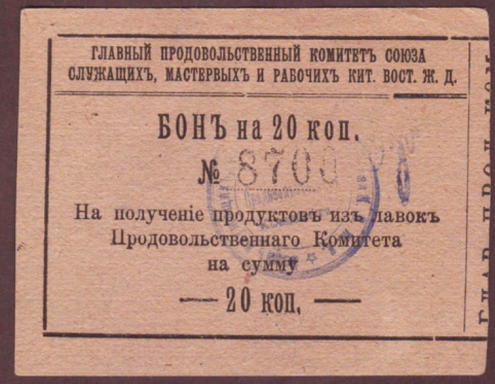 ГЛАВНЫЙ ПРОДОВОЛЬСТВЕННЫЙ КОМИТЕТЪ СОЮЗА
СЛУЖАЩИХЪ, МАСТЕРВЫХЪ И РАБОЧИХЪ КИТ. ВОСТ. Ж. Д.
БОНЪ на 20 коп.
№ 8700
На полученіе продуктовъ изъ лавокъ
Продовольственнаго Комитета
на сумму
— 20 коп. —